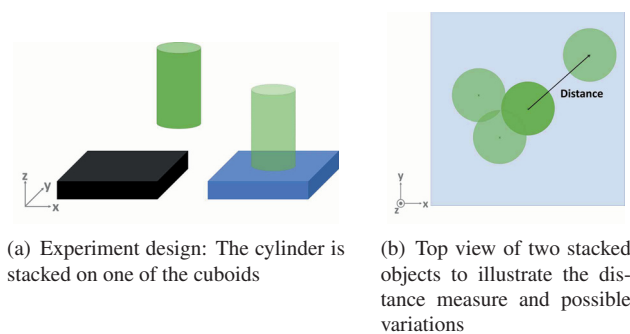 z
y
x
Distance
y
z
x
(a) Experiment design: The cylinder is
stacked on one of the cuboids
(b) Top view of two stacked
objects to illustrate the dis-
tance measure and possible
variations